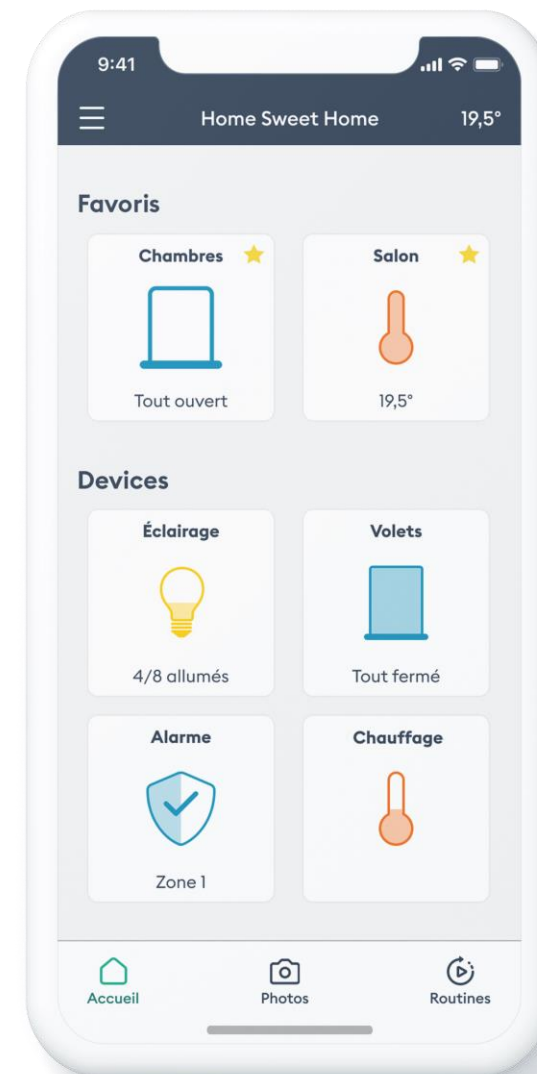 9:41
Home Sweet Home 19,5°
Favoris
Chambres Salon
Tout ouvert 19,5°
Devices
Éclairage Volets
4/8 allumés Tout fermé
Alarme Chauffage
Zone 1
Accueil Photos Routines